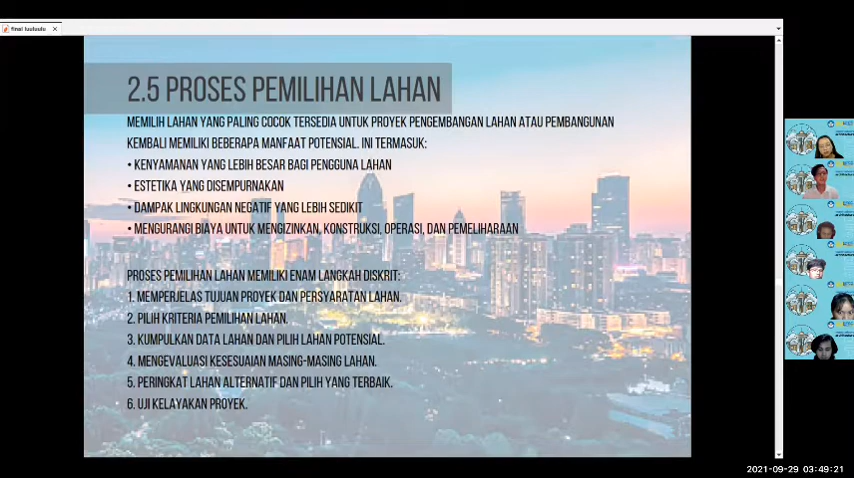 final luuluulu
2.5 PROSES PEMILIHAN LAHAN
MEMILIH LAHAN YANG PALING COCOK TERSEDIA UNTUK PROYEK PENGEMBANGAN LAHAN ATAU PEMBANGUNAN
KEMBALI MEMILIKI BEBERAPA MANFAAT POTENSIAL. INI TERMASUK:
• KENYAMANAN YANG LEBIH BESAR BAGI PENGGUNA LAHAN
• ESTETIKA YANG DISEMPURNAKAN
• DAMPAK LINGKUNGAN NEGATIF YANG LEBIH SEDIKIT
• MENGURANGI BIAYA UNTUK MENGIZINKAN, KONSTRUKSI, OPERASI, DAN PEMELIHARAAN
PROSES PEMILIHAN LAHAN MEMILIKI ENAM LANGKAH DISKRIT:
1. MEMPERJELAS TUJUAN PROYEK DAN PERSYARATAN LAHAN.
2. PILIH KRITERIA PEMILIHAN LAHAN.
3. KUMPULKAN DATA LAHAN DAN PILIH LAHAN POTENSIAL.
4. MENGEVALUASI KESESUAIAN MASING-MASING LAHAN.
5. PERINGKAT LAHAN ALTERNATIF DAN PILIH YANG TERBAIK.
6. UJI KELAYAKAN PROYEK.
2021-09-29 03:49:21